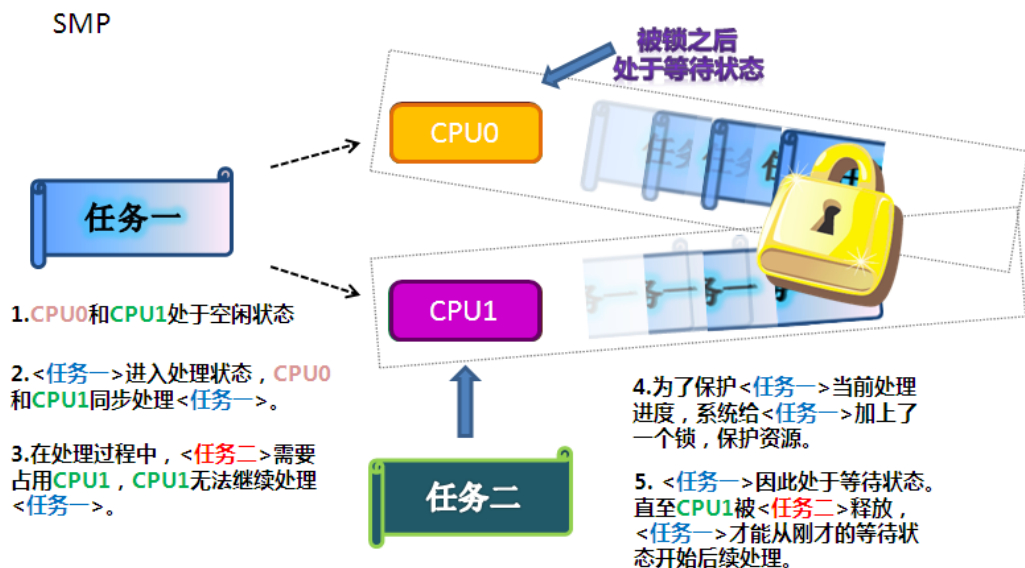 SMP
被锁之后
处于等待状态
CPU0
任务
任务一
CPU1
任务一
1.CPU0和CPU1处于空闲状态
2.<任务一>进入处理状态，CPU0
和CPU1同步处理<任务一>。
3.在处理过程中，<任务二>需要
占用CPU1，CPU1无法继续处理
<任务一>。
任务二
4.为了保护<任务一>当前处理
进度，系统给<任务一>加上了
一个锁，保护资源。
5. <任务一>因此处于等待状态。
直至CPU1被<任务二>释放，
<任务一>才能从刚才的等待状
态开始后续处理。